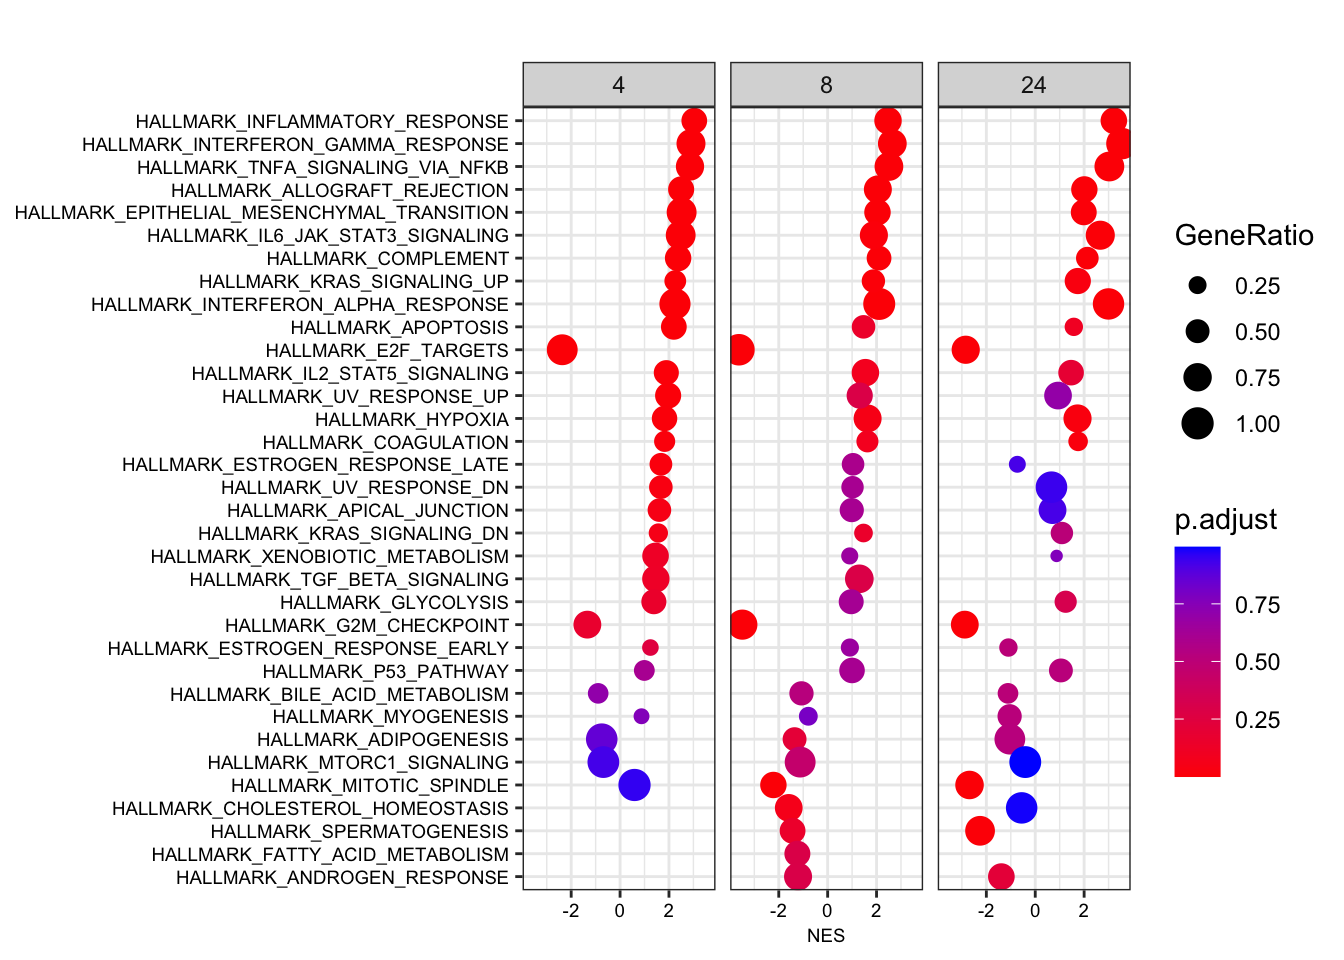 4 8 24
HALLMARK_INFLAMMATORY_RESPONSE
HALLMARK_INTERFERON_GAMMA_RESPONSE
HALLMARK_TNFA_SIGNALING_VIA_NFKB
HALLMARK_ALLOGRAFT_REJECTION
HALLMARK_EPITHELIAL_MESENCHYMAL_TRANSITION
HALLMARK_IL6_JAK_STAT3_SIGNALING
HALLMARK_COMPLEMENT
HALLMARK_KRAS_SIGNALING_UP
HALLMARK_INTERFERON_ALPHA_RESPONSE
HALLMARK_APOPTOSIS
HALLMARK_E2F_TARGETS
HALLMARK_IL2_STAT5_SIGNALING
HALLMARK_UV_RESPONSE_UP
HALLMARK_HYPOXIA
HALLMARK_COAGULATION
HALLMARK_ESTROGEN_RESPONSE_LATE
HALLMARK_UV_RESPONSE_DN
HALLMARK_APICAL_JUNCTION
HALLMARK_KRAS_SIGNALING_DN
HALLMARK_XENOBIOTIC_METABOLISM
HALLMARK_TGF_BETA_SIGNALING
HALLMARK_GLYCOLYSIS
HALLMARK_G2M_CHECKPOINT
HALLMARK_ESTROGEN_RESPONSE_EARLY
HALLMARK_P53_PATHWAY
HALLMARK_BILE_ACID_METABOLISM
HALLMARK_MYOGENESIS
HALLMARK_ADIPOGENESIS
HALLMARK_MTORC1_SIGNALING
HALLMARK_MITOTIC_SPINDLE
HALLMARK_CHOLESTEROL_HOMEOSTASIS
HALLMARK_SPERMATOGENESIS
HALLMARK_FATTY_ACID_METABOLISM
HALLMARK_ANDROGEN_RESPONSE
-2 0 2 -2 0 2 -2 0 2
NES
GeneRatio
0.25
0.50
0.75
1.00
p.adjust
0.75
0.50
0.25